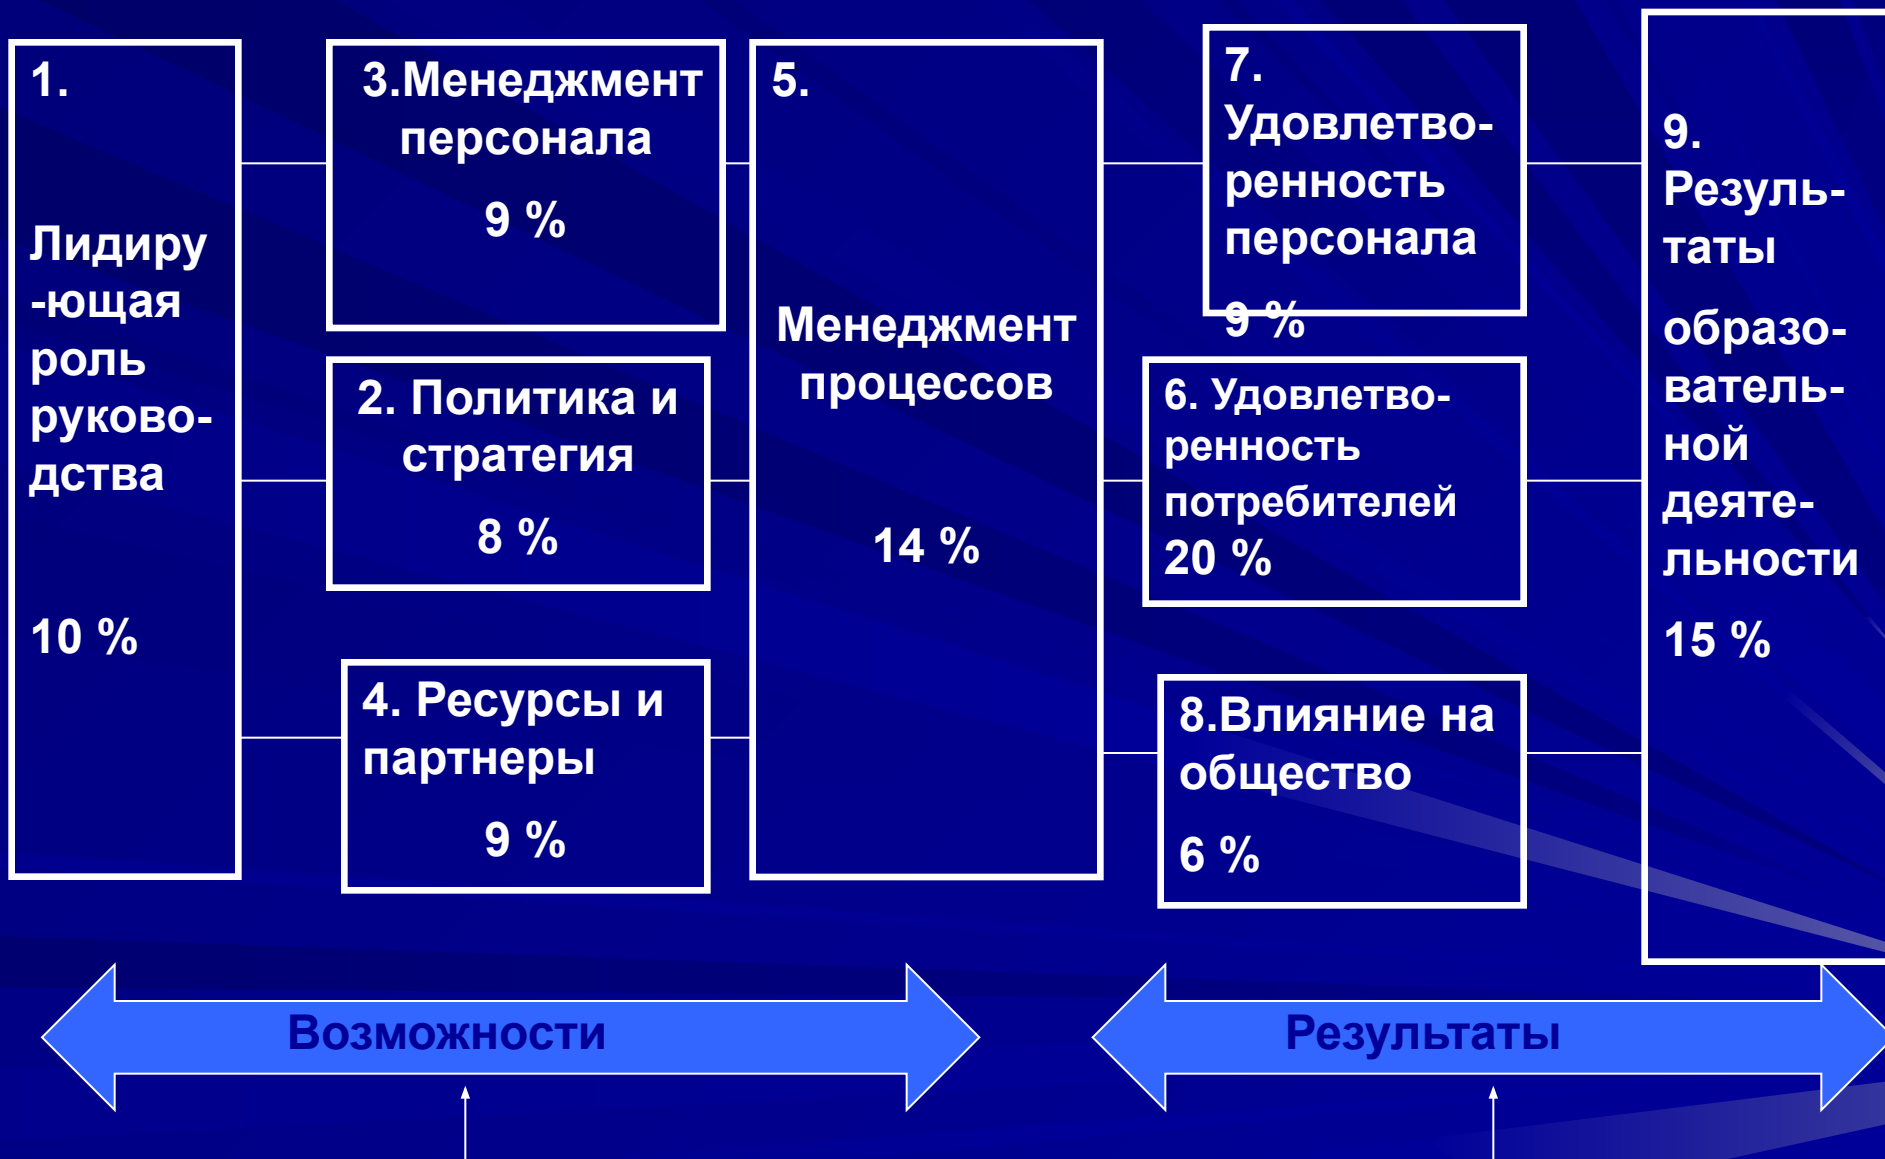 1.
Лидиру
-ющая
роль
руково-
дства
10 %
3.Менеджмент
персонала
9 %
2. Политика и
стратегия
8 %
4. Ресурсы и
партнеры
9 %
5.
Менеджмент
процессов
14 %
7.
Удовлетво-
ренность
персонала
9 %
6. Удовлетво-
ренность
потребителей
20 %
8.Влияние на
общество
6 %
9.
Резуль-
таты
образо-
ватель-
ной
деяте-
льности
15 %
Возможности
Результаты